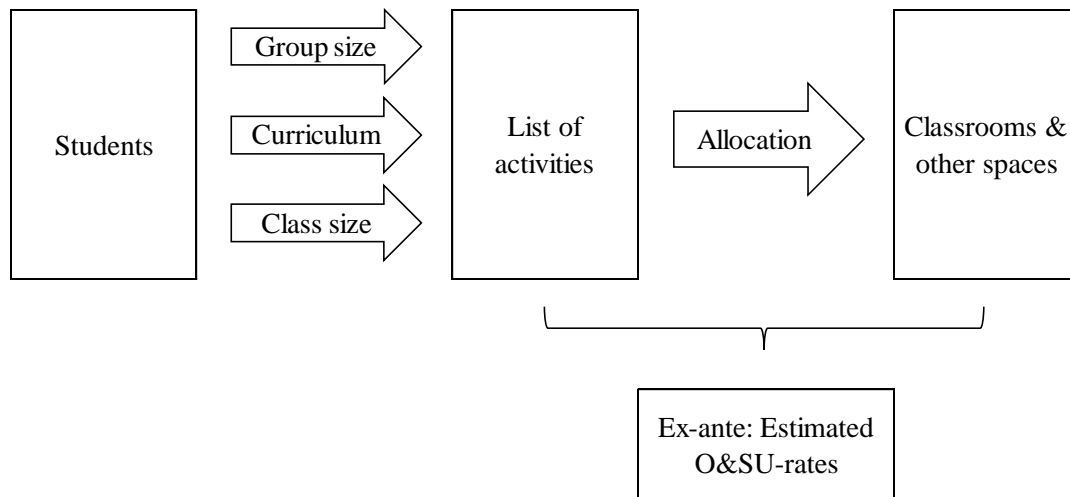 Students
Group size
Curriculum
Class size
List of
activities
Allocation
Classrooms &
other spaces
Ex-ante: Estimated
O&SU-rates